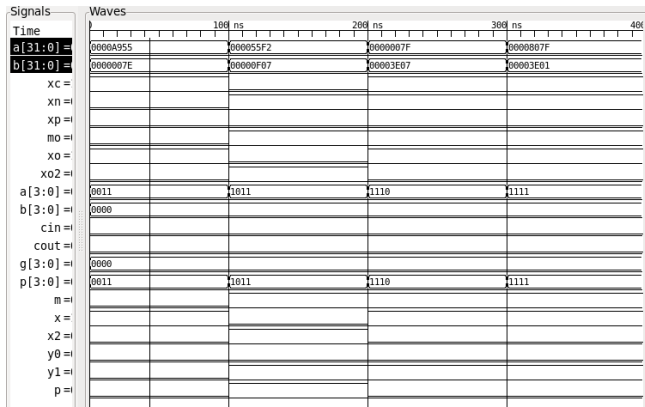 Signals Waves
Time 100 ns 200 ns 300 ns
a[31:0] = 0000A955 000055F2 0000007F 0000807F
b[31:0] = 0000007E 00000F07 00003E07 00003E01
xc =
xn =
xp =
mo =
xo =
xo2 =
a[3:0] = 0011 1011 1110 1111
b[3:0] = 0000
cin =
cout =
g[3:0] = 0000
p[3:0] = 0011 1011 1110 1111
m =
x =
x2 =
y0 =
y1 =
p =